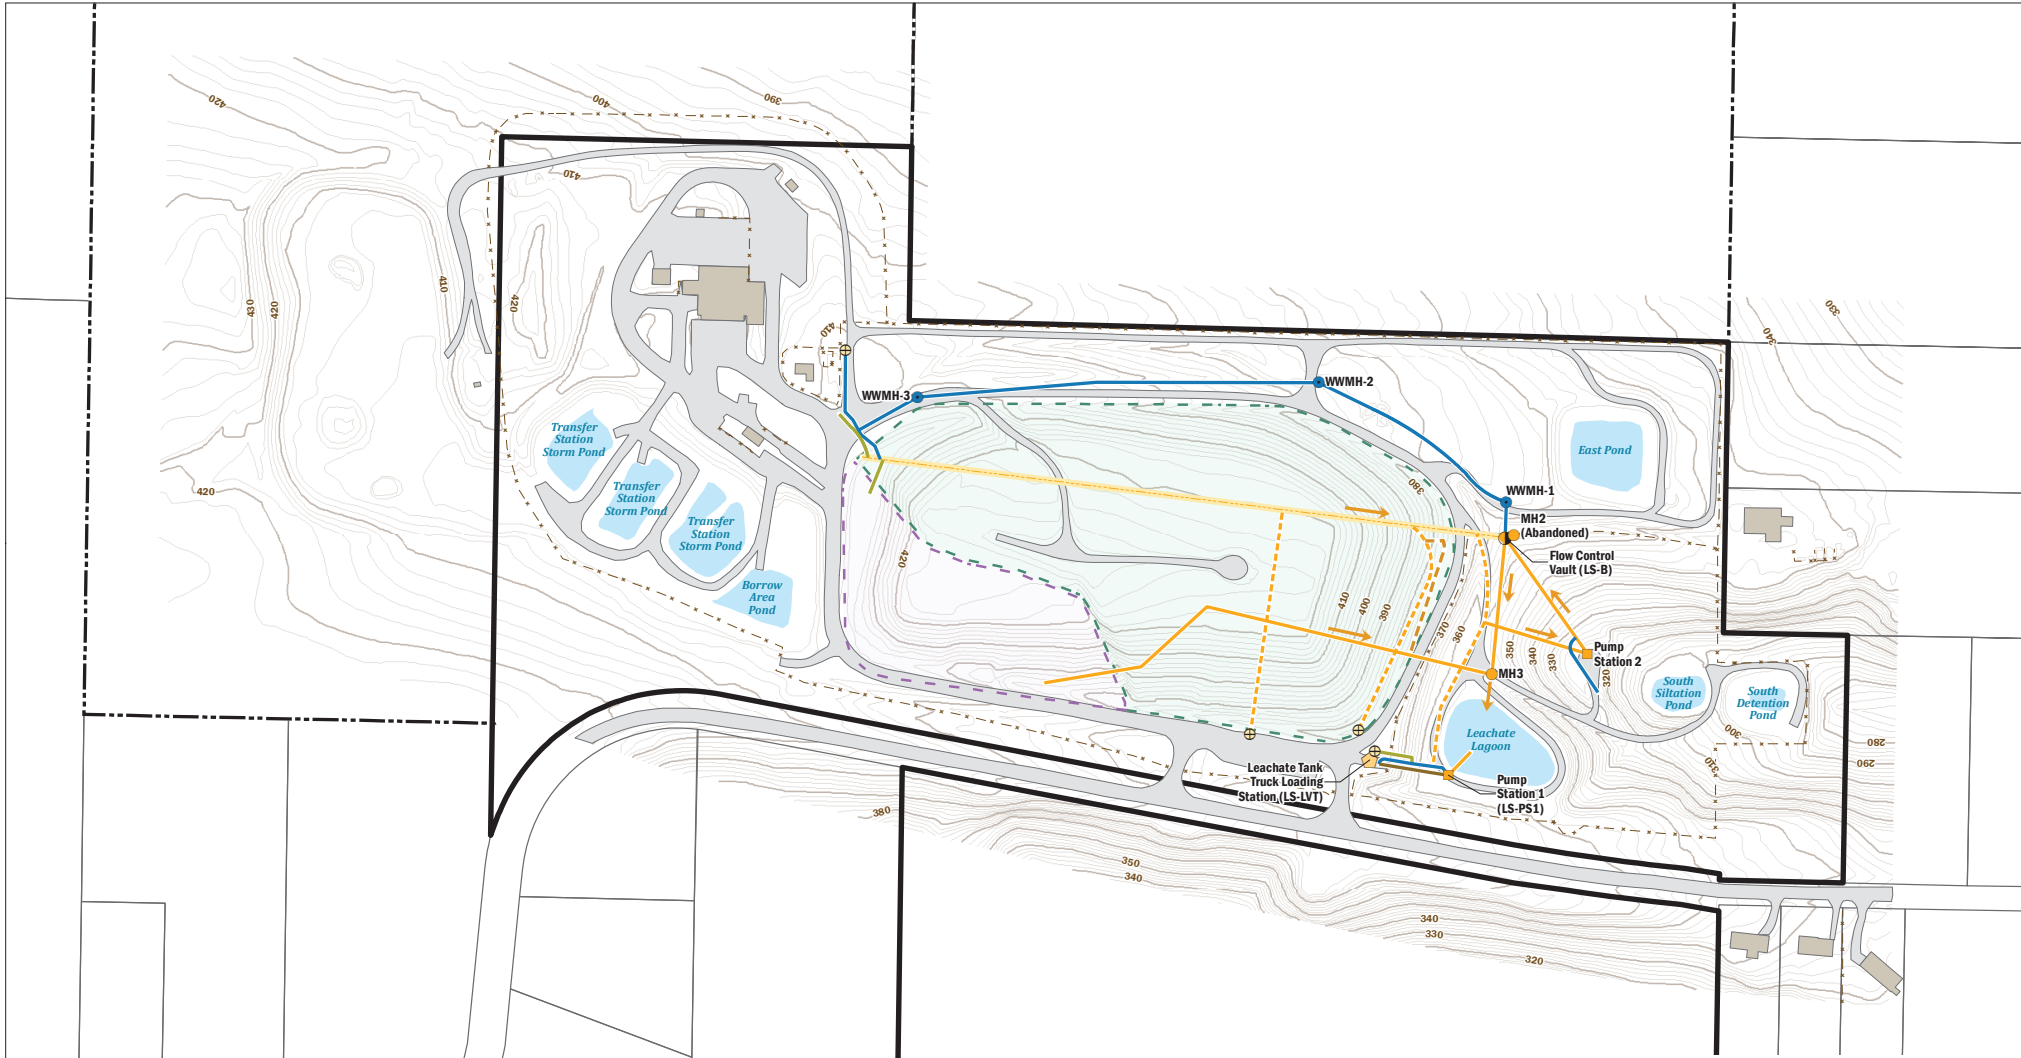 420
400
390
410
410
420
430
420
410
WWMH-3
WWMH-2
Transfer
Station
Storm Pond
Transfer
Station
Storm Pond
Transfer
Station
Storm Pond
Borrow
Area
Pond
420
420
380
East Pond
330
340
WWMH-1
MH2
(Abandoned)
Flow Control
Vault (LS-B)
410
400
390
370
360
350
340
330
320
Pump
Station 2
MH3
South
Siltation
Pond
South
Detention
Pond
300
310
280
290
Leachate
Lagoon
Leachate Tank
Truck Loading
Station (LS-LVT)
Pump
Station 1
(LS-PS1)
380
350
340
340
330
320